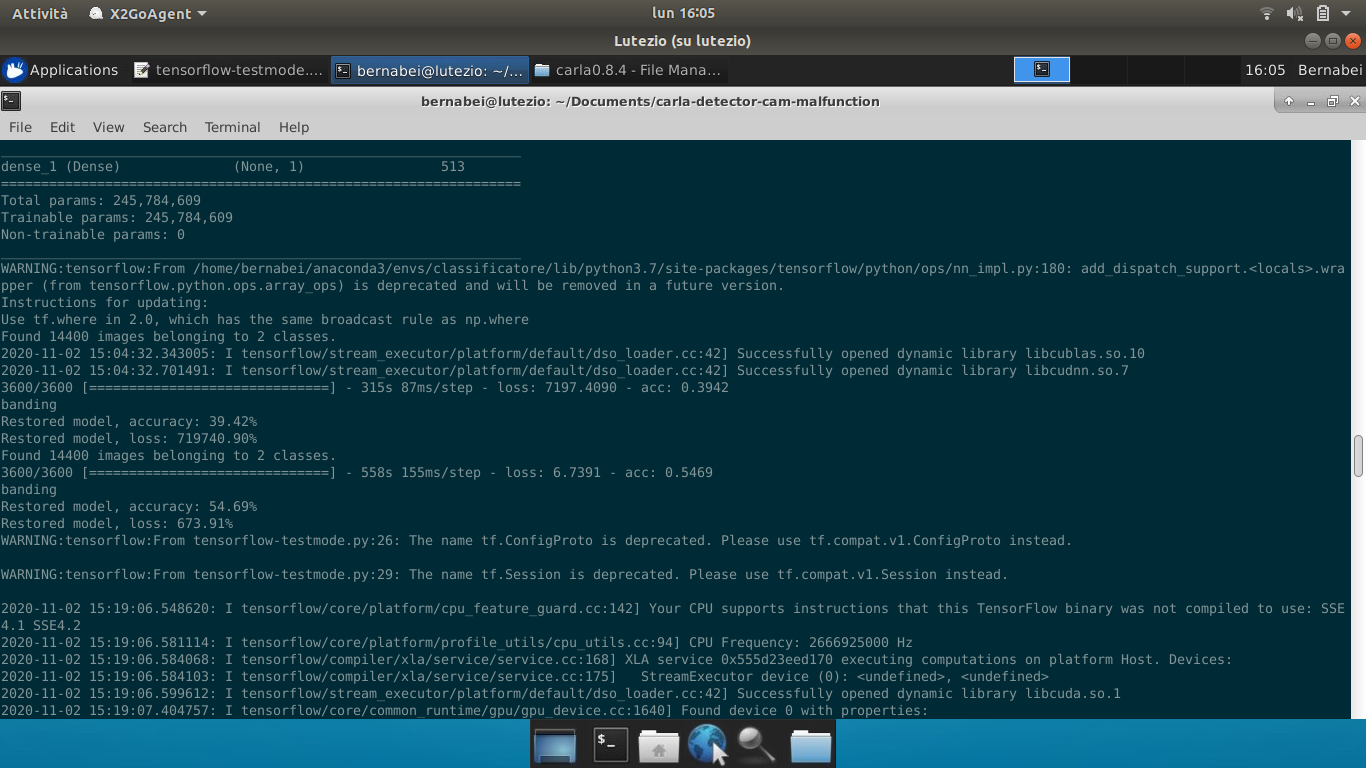 Attività X2GoAgent lun 16:05
Lutezio (su lutezio)
Applications tensorflow-testmode.... bernabei@lutezio: ~/... carla0.8.4 - File Mana... 16:05 Bernabei
bernabei@lutezio: ~/Documents/carla-detector-cam-malfunction
File Edit View Search Terminal Help
_________________________________________________________________
dense_1 (Dense) (None, 1) 513
=================================================================
Total params: 245,784,609
Trainable params: 245,784,609
Non-trainable params: 0
_________________________________________________________________
WARNING:tensorflow:From /home/bernabei/anaconda3/envs/classificatore/lib/python3.7/site-packages/tensorflow/python/ops/nn_impl.py:180: add_dispatch_support.<locals>.wra
pper (from tensorflow.python.ops.array_ops) is deprecated and will be removed in a future version.
Instructions for updating:
Use tf.where in 2.0, which has the same broadcast rule as np.where
Found 14400 images belonging to 2 classes.
2020-11-02 15:04:32.343005: I tensorflow/stream_executor/platform/default/dso_loader.cc:42] Successfully opened dynamic library libcublas.so.10
2020-11-02 15:04:32.701491: I tensorflow/stream_executor/platform/default/dso_loader.cc:42] Successfully opened dynamic library libcudnn.so.7
3600/3600 [==============================] - 315s 87ms/step - loss: 7197.4090 - acc: 0.3942
banding
Restored model, accuracy: 39.42%
Restored model, loss: 719740.90%
Found 14400 images belonging to 2 classes.
3600/3600 [==============================] - 558s 155ms/step - loss: 6.7391 - acc: 0.5469
banding
Restored model, accuracy: 54.69%
Restored model, loss: 673.91%
WARNING:tensorflow:From tensorflow-testmode.py:26: The name tf.ConfigProto is deprecated. Please use tf.compat.v1.ConfigProto instead.
WARNING:tensorflow:From tensorflow-testmode.py:29: The name tf.Session is deprecated. Please use tf.compat.v1.Session instead.
2020-11-02 15:19:06.548620: I tensorflow/core/platform/cpu_feature_guard.cc:142] Your CPU supports instructions that this TensorFlow binary was not compiled to use: SSE
4.1 SSE4.2
2020-11-02 15:19:06.581114: I tensorflow/core/platform/profile_utils/cpu_utils.cc:94] CPU Frequency: 2666925000 Hz
2020-11-02 15:19:06.584068: I tensorflow/compiler/xla/service/service.cc:168] XLA service 0x555d23eed170 executing computations on platform Host. Devices:
2020-11-02 15:19:06.584103: I tensorflow/compiler/xla/service/service.cc:175]   StreamExecutor device (0): <undefined>, <undefined>
2020-11-02 15:19:06.599612: I tensorflow/stream_executor/platform/default/dso_loader.cc:42] Successfully opened dynamic library libcuda.so.1
2020-11-02 15:19:07.404757: I tensorflow/core/common_runtime/gpu/gpu_device.cc:1640] Found device 0 with properties: